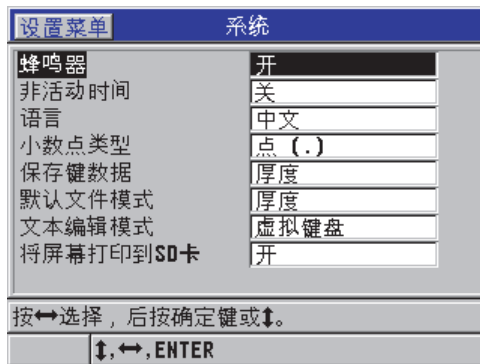 设置菜单 系统
蜂鸣器 开
非活动时间 关
语言 中文
小数点类型 点 (.)
保存键数据 厚度
默认文件模式 厚度
文本编辑模式 虚拟键盘
将屏幕打印到SD卡 开
按↔选择，后按确定键或↕。
↕,↔,ENTER